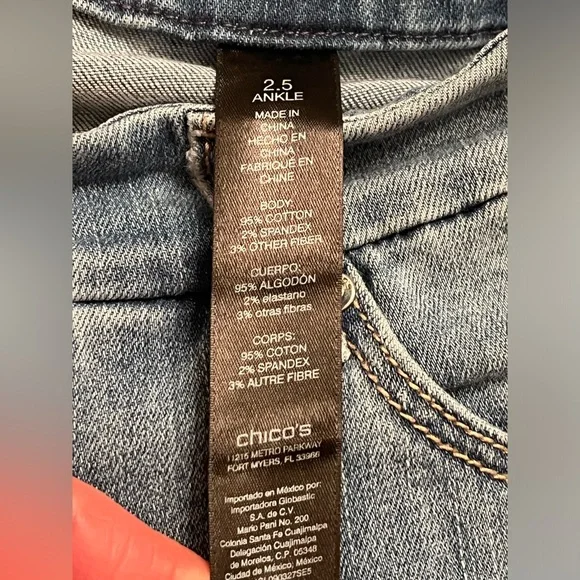 2.5
ANKLE
MADE IN
CHINA
HECHO EN
CHINA
FABRIQUÉ EN
CHINE
BODY:
95% COTTON
2% SPANDEX
3% OTHER FIBER
CUERPO:
95% ALGODÓN
2% elastano
3% otras fibras
CORPS:
95% COTON
2% SPANDEX
3% AUTRE FIBRE
chico's
11215 METRO PARKWAY
FORT MYERS, FL 33966
Importado en México por:
Importadora Globastic
S.A. de C.V
Mario Pani No. 200
Colonia Santa Fe Cuajimalpa
Delegación Cuajimalpa
de Morelos, C.P. 05348
Ciudad de México, México